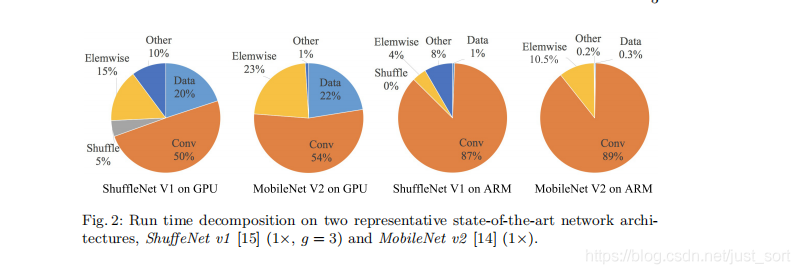 Other
10%
Elemwise
15%
Data
20%
Shuffle
5%
Conv
50%
ShuffleNet V1 on GPU
Other
1%
Elemwise
23%
Data
22%
Conv
54%
MobileNet V2 on GPU
Elemwise
4%
Other
8%
Data
1%
Shuffle
0%
Conv
87%
ShuffleNet V1 on ARM
Elemwise
10.5%
Other
0.2%
Data
0.3%
Conv
89%
MobileNet V2 on ARM
Fig. 2: Run time decomposition on two representative state-of-the-art network archi-
tectures, ShuffeNet v1 [15] (1×, g = 3) and MobileNet v2 [14] (1×).
https://blog.csdn.net/just_sort